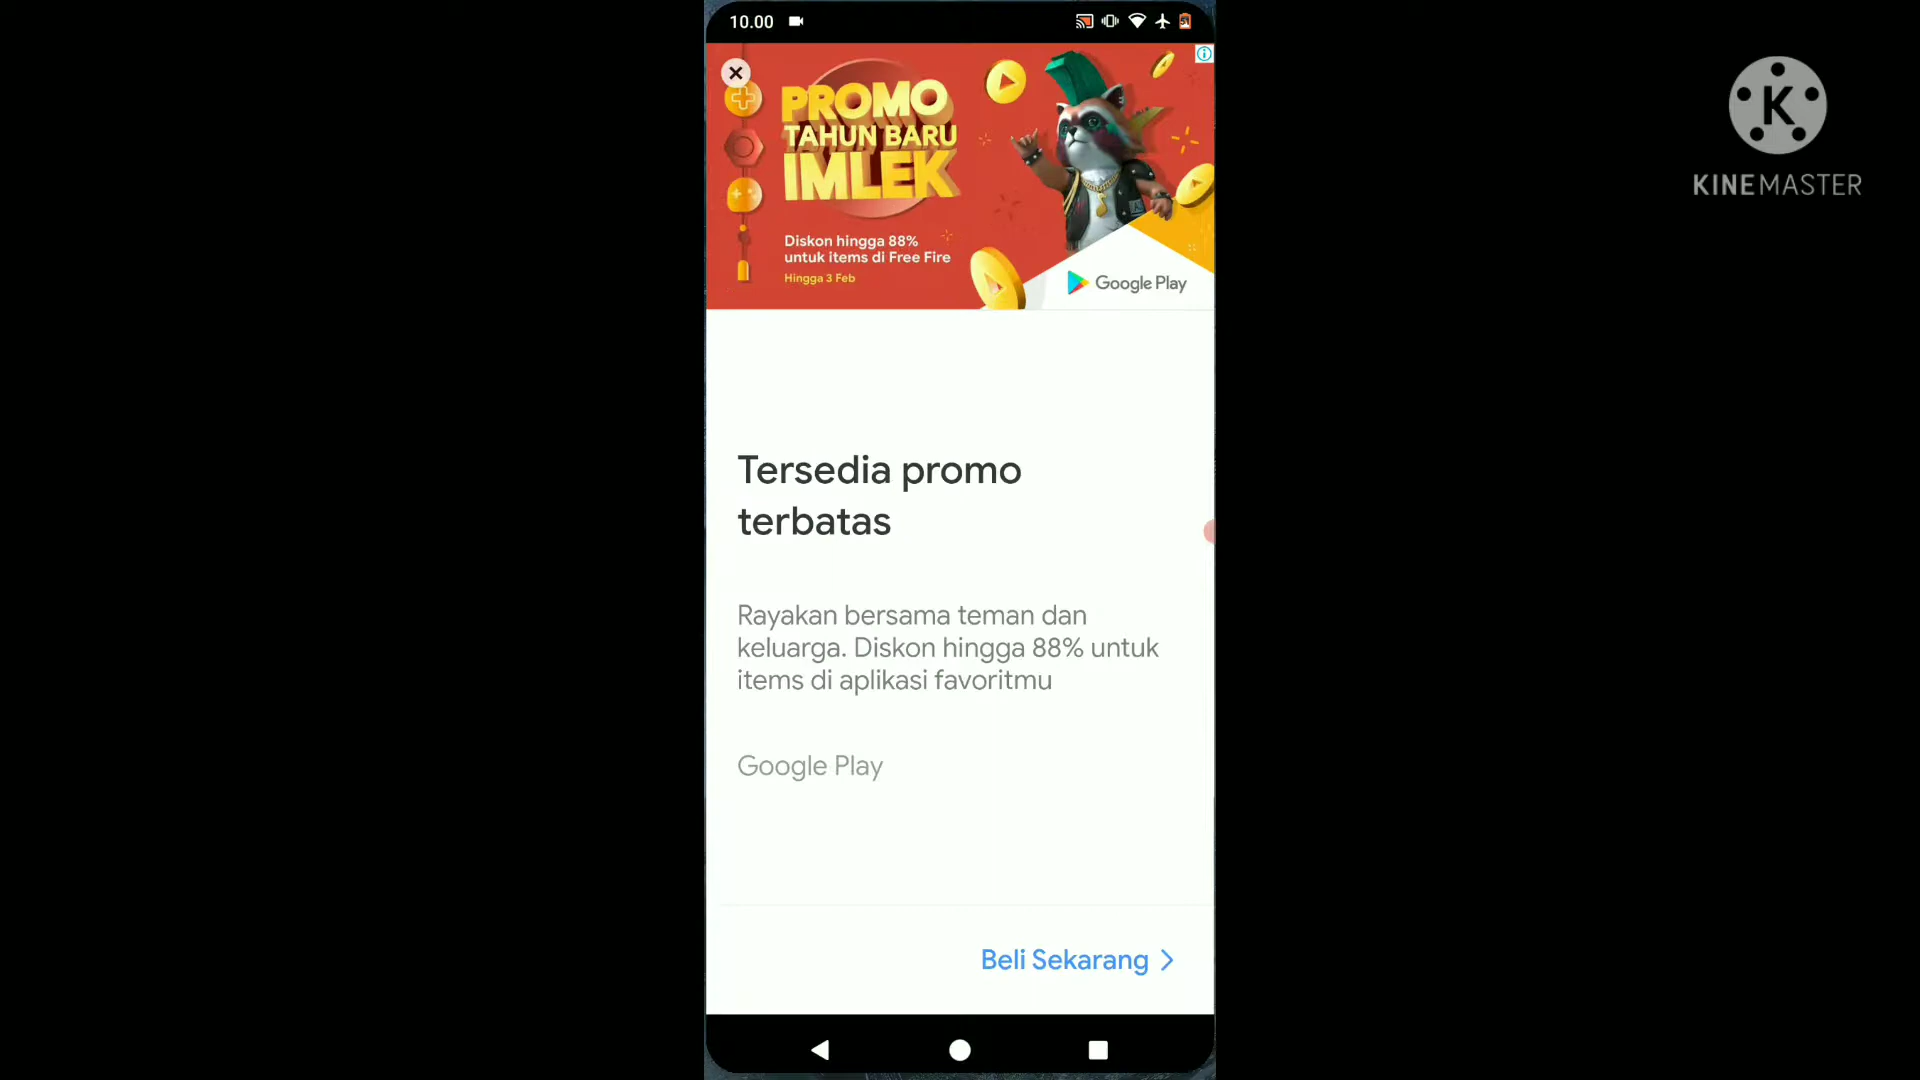 10.00
PROMO
TAHUN BARU
IMLEK
Diskon hingga 88%
untuk items di Free Fire
Hingga 3 Feb
Google Play
K
KINEMASTER
Tersedia promo
terbatas
Rayakan bersama teman dan
keluarga. Diskon hingga 88% untuk
items di aplikasi favoritmu
Google Play
Beli Sekarang